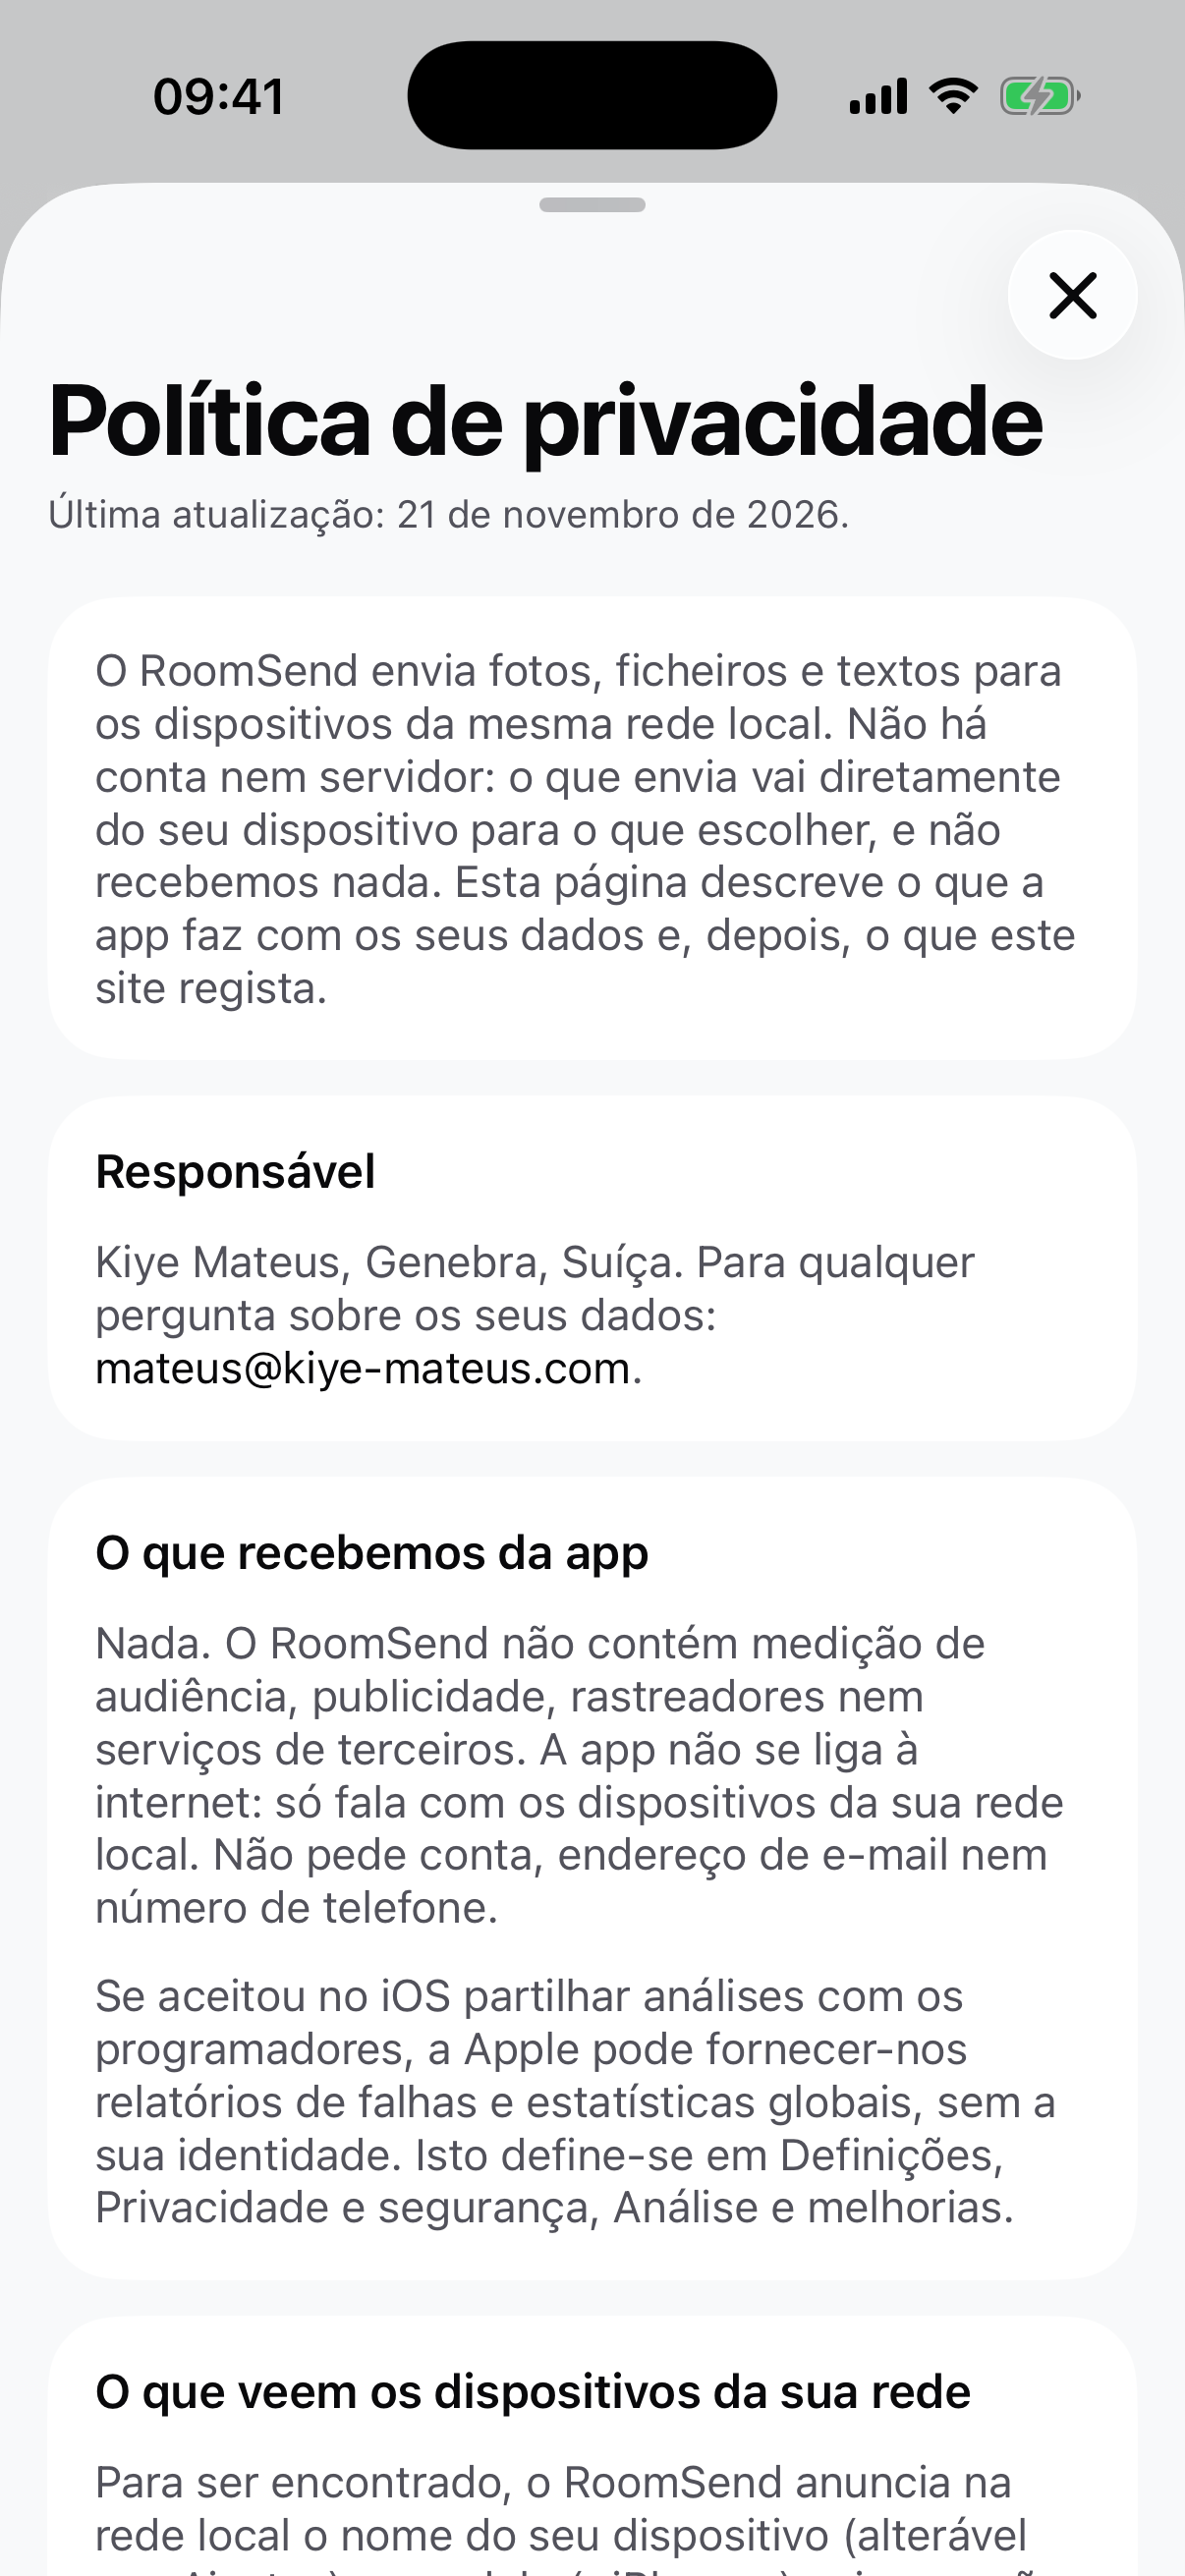 09:41
Política de privacidade
Última atualização: 21 de novembro de 2026.
O RoomSend envia fotos, ficheiros e textos para
os dispositivos da mesma rede local. Não há
conta nem servidor: o que envia vai diretamente
do seu dispositivo para o que escolher, e não
recebemos nada. Esta página descreve o que a
app faz com os seus dados e, depois, o que este
site regista.
Responsável
Kiye Mateus, Genebra, Suíça. Para qualquer
pergunta sobre os seus dados:
mateus@kiye-mateus.com.
O que recebemos da app
Nada. O RoomSend não contém medição de
audiência, publicidade, rastreadores nem
serviços de terceiros. A app não se liga à
internet: só fala com os dispositivos da sua rede
local. Não pede conta, endereço de e-mail nem
número de telefone.
Se aceitou no iOS partilhar análises com os
programadores, a Apple pode fornecer-nos
relatórios de falhas e estatísticas globais, sem a
sua identidade. Isto define-se em Definições,
Privacidade e segurança, Análise e melhorias.
O que veem os dispositivos da sua rede
Para ser encontrado, o RoomSend anuncia na
rede local o nome do seu dispositivo (alterável